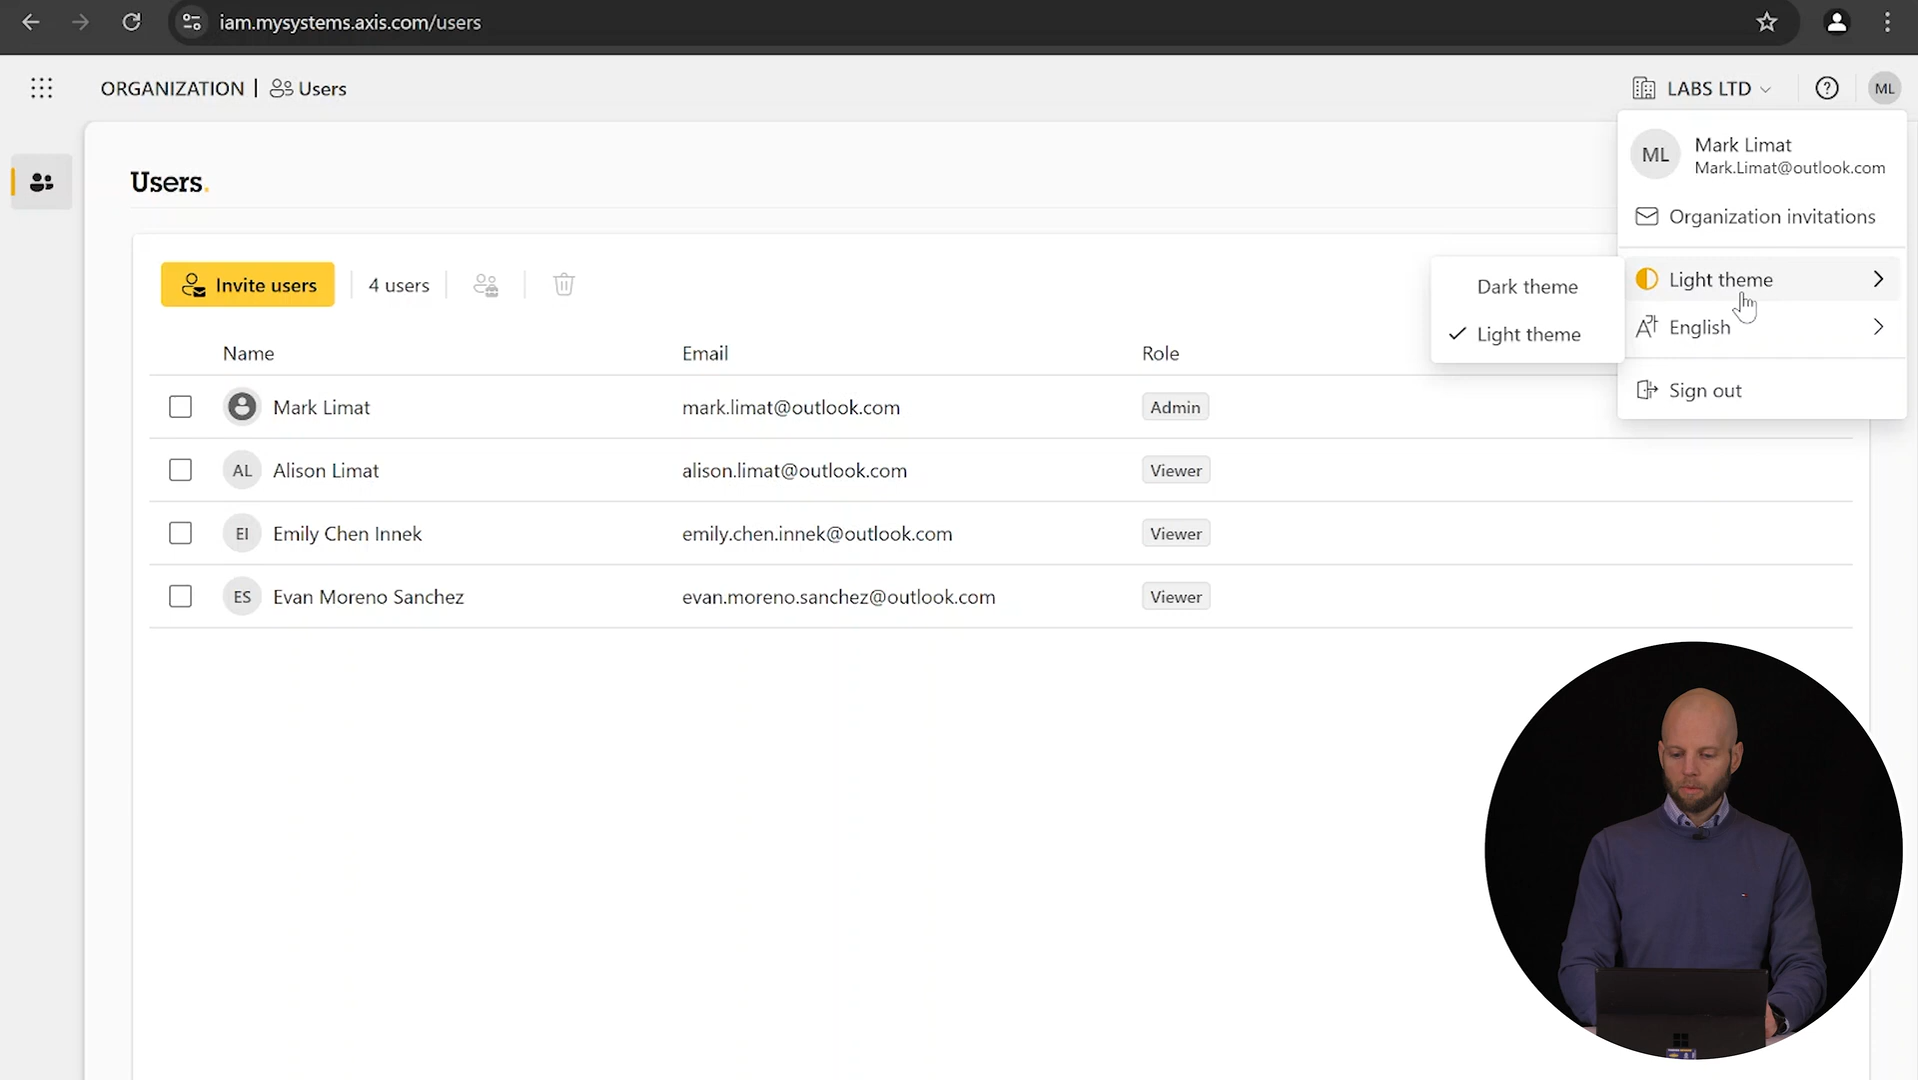 iam.mysystems.axis.com/users
ORGANIZATION | Users
LABS LTD
ML
Users.
ML
Mark Limat
Mark.Limat@outlook.com
Organization invitations
Light theme
English
Sign out
Dark theme
Light theme
Invite users
4 users
Name Email Role
Mark Limat mark.limat@outlook.com Admin
AL Alison Limat alison.limat@outlook.com Viewer
EI Emily Chen Innek emily.chen.innek@outlook.com Viewer
ES Evan Moreno Sanchez evan.moreno.sanchez@outlook.com Viewer